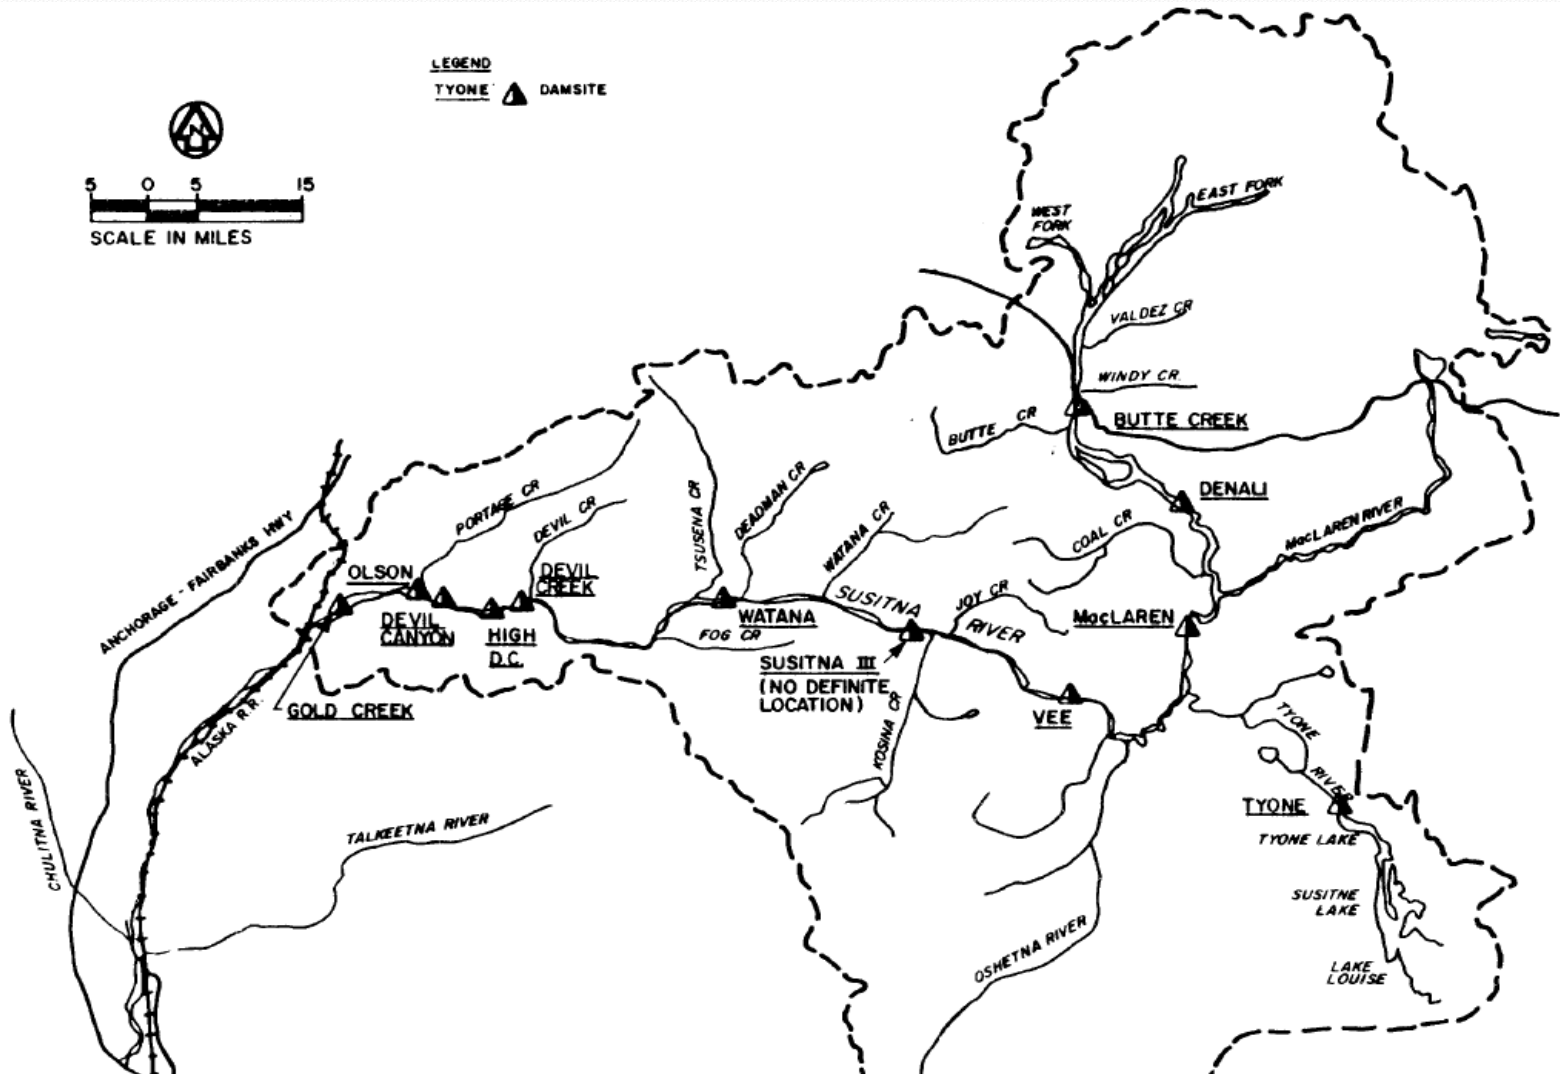 LEGEND
TYONE DAMSITE
N
5 0 5 15
SCALE IN MILES
EAST FORK
WEST
FORK
VALDEZ CR
WINDY CR.
BUTTE CR
BUTTE CREEK
DENALI
MacLAREN RIVER
COAL CR
PORTAGE CR
DEVIL CR
TSUSENA CR
DEADMAN CR
WATANA CR
ANCHORAGE - FAIRBANKS HWY
OLSON
DEVIL
CREEK
DEVIL
CANYON
HIGH
D.C.
WATANA
FOG CR
SUSITNA
RIVER
JOY CR
MacLAREN
SUSITNA III
(NO DEFINITE
LOCATION)
KOSINA CR
VEE
GOLD CREEK
ALASKA R.R.
TYONE
RIVER
TYONE
TYONE LAKE
CHULITNA RIVER
TALKEETNA RIVER
SUSITNE
LAKE
OSHETNA RIVER
LAKE
LOUISE